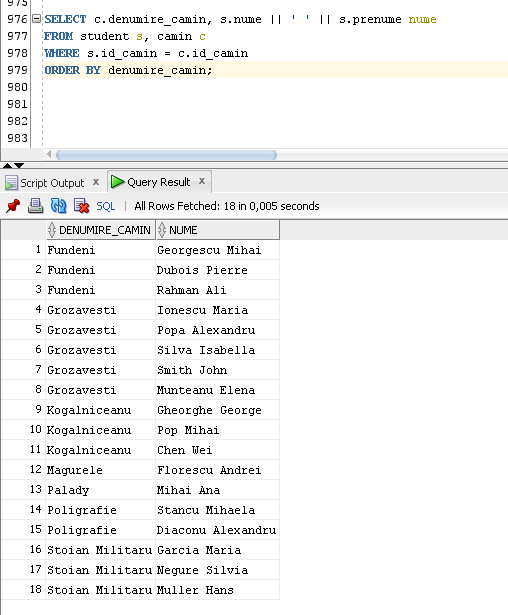 975
976 SELECT c.denumire_camin, s.nume || ' ' || s.prenume nume
977 FROM student s, camin c
978 WHERE s.id_camin = c.id_camin
979 ORDER BY denumire_camin;
980
981
982
983
Script Output x Query Result x
SQL | All Rows Fetched: 18 in 0,005 seconds
DENUMIRE_CAMIN NUME
1 Fundeni Georgescu Mihai
2 Fundeni Dubois Pierre
3 Fundeni Rahman Ali
4 Grozavesti Ionescu Maria
5 Grozavesti Popa Alexandru
6 Grozavesti Silva Isabella
7 Grozavesti Smith John
8 Grozavesti Munteanu Elena
9 Kogalniceanu Gheorghe George
10 Kogalniceanu Pop Mihai
11 Kogalniceanu Chen Wei
12 Magurele Florescu Andrei
13 Palady Mihai Ana
14 Poligrafie Stancu Mihaela
15 Poligrafie Diaconu Alexandru
16 Stoian Militaru Garcia Maria
17 Stoian Militaru Negure Silvia
18 Stoian Militaru Muller Hans